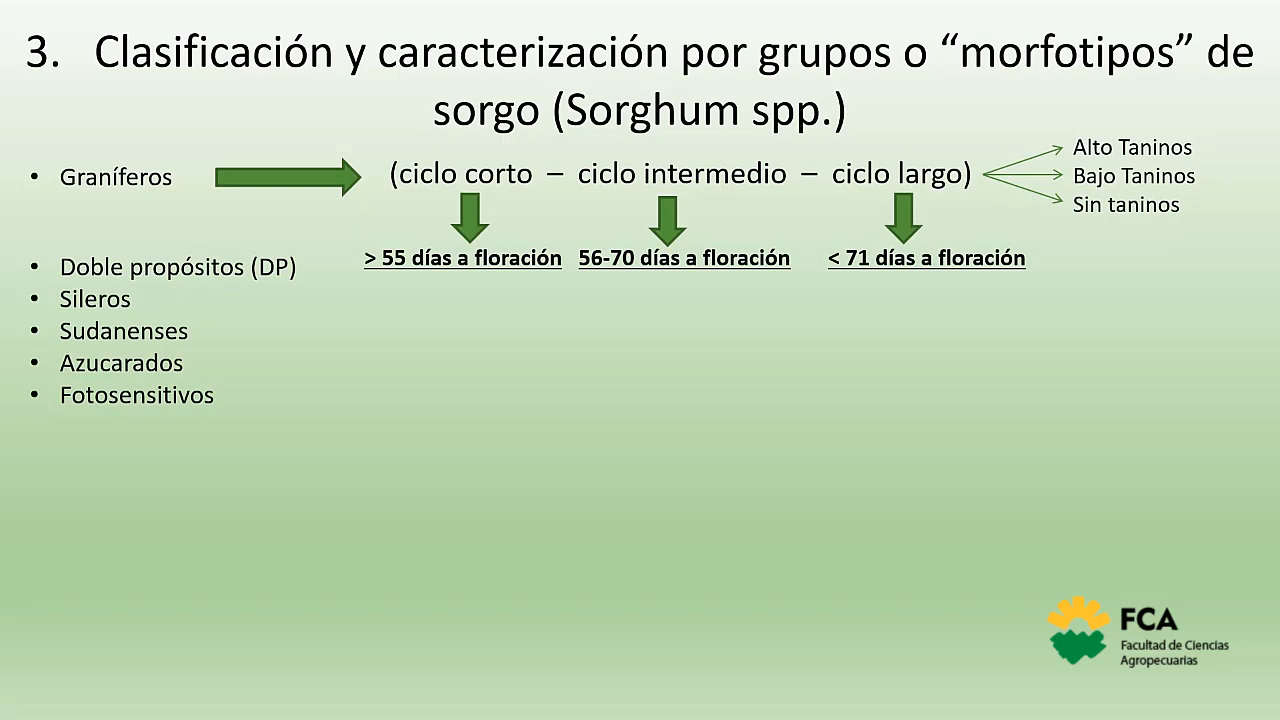 3. Clasificación y caracterización por grupos o “morfotipos” de
sorgo (Sorghum spp.)
• Graníferos
(ciclo corto – ciclo intermedio – ciclo largo)
Alto Taninos
Bajo Taninos
Sin taninos
> 55 días a floración
56-70 días a floración
< 71 días a floración
• Doble propósitos (DP)
• Sileros
• Sudanenses
• Azucarados
• Fotosensitivos
FCA
Facultad de Ciencias
Agropecuarias